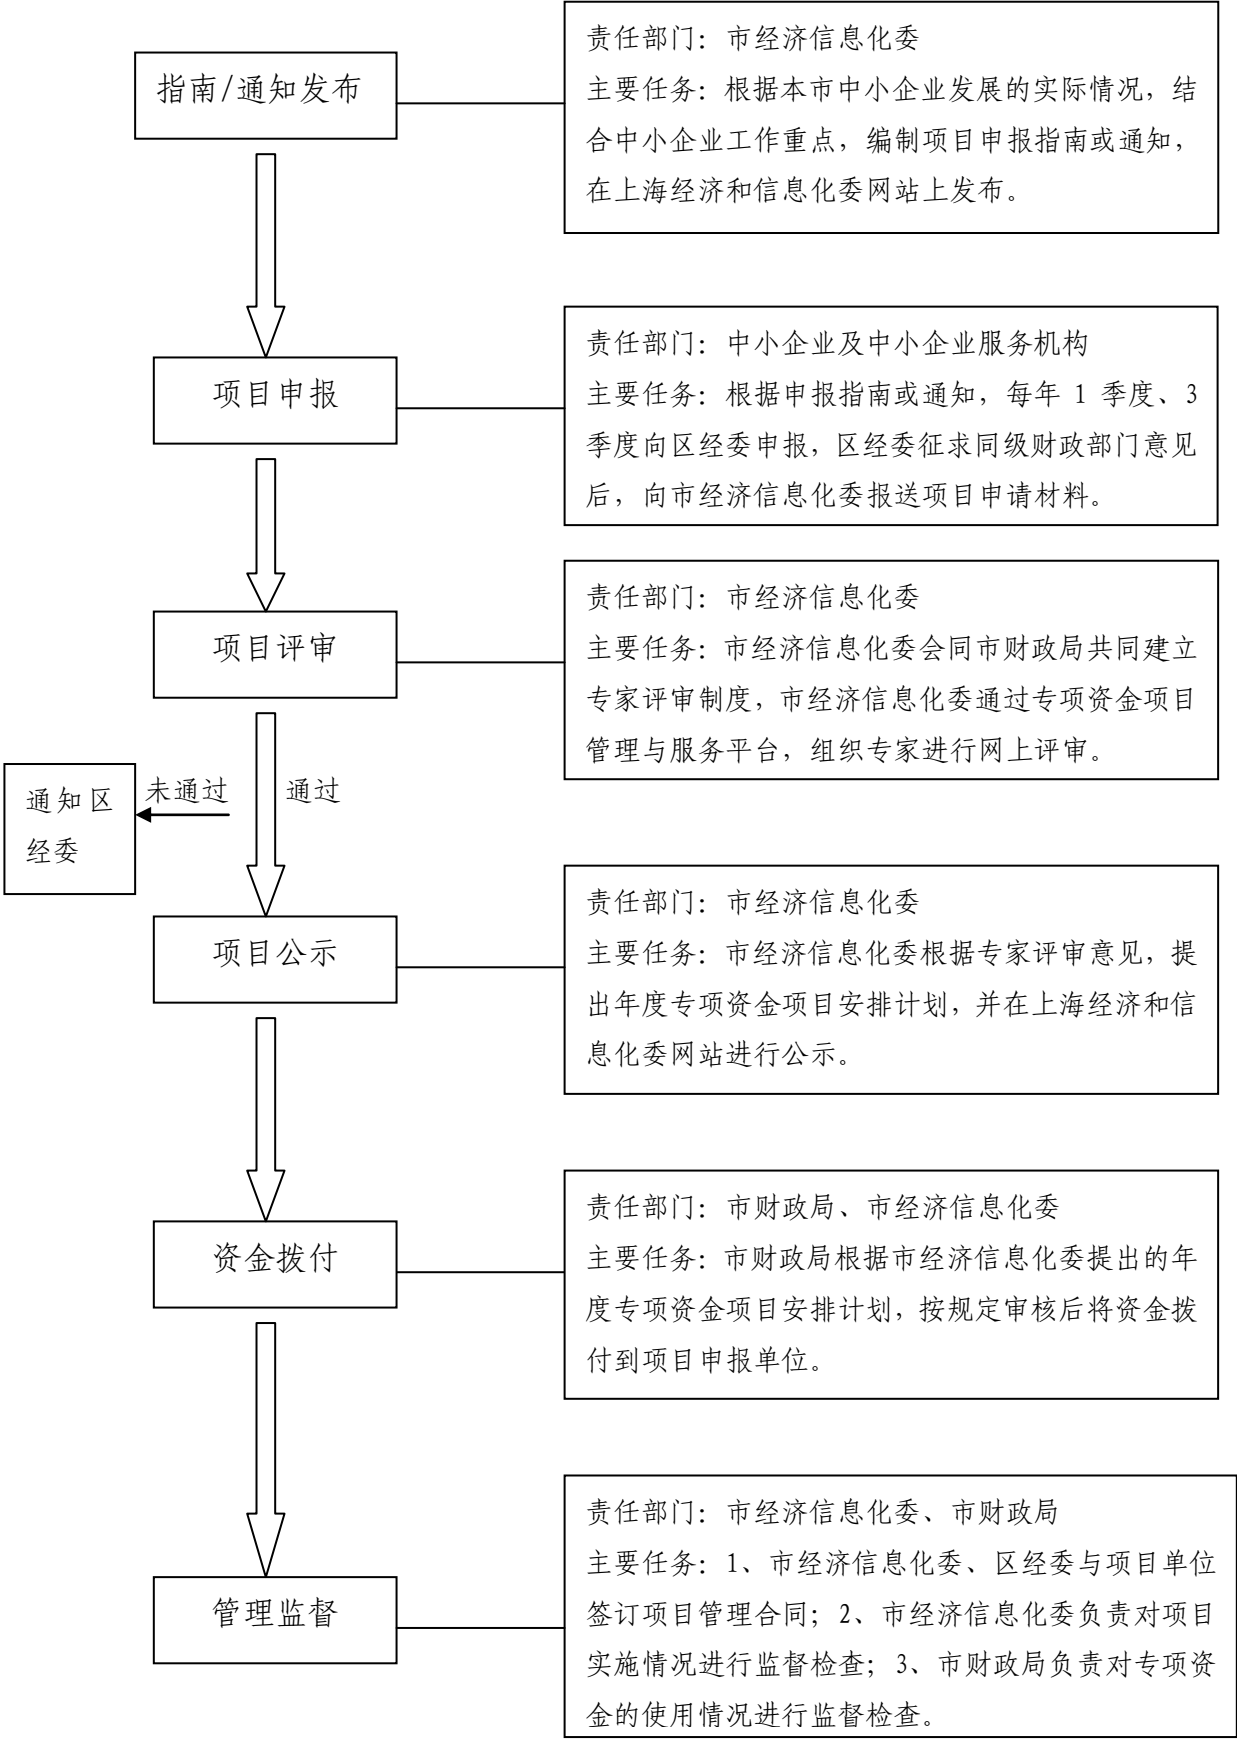 指南/通知发布
责任部门：市经济信息化委
主要任务：根据本市中小企业发展的实际情况，结
合中小企业工作重点，编制项目申报指南或通知，
在上海经济和信息化委网站上发布。
项目申报
责任部门：中小企业及中小企业服务机构
主要任务：根据申报指南或通知，每年 1 季度、3
季度向区经委申报，区经委征求同级财政部门意见
后，向市经济信息化委报送项目申请材料。
项目评审
责任部门：市经济信息化委
主要任务：市经济信息化委会同市财政局共同建立
专家评审制度，市经济信息化委通过专项资金项目
管理与服务平台，组织专家进行网上评审。
未通过
通过
通知区
经委
项目公示
责任部门：市经济信息化委
主要任务：市经济信息化委根据专家评审意见，提
出年度专项资金项目安排计划，并在上海经济和信
息化委网站进行公示。
资金拨付
责任部门：市财政局、市经济信息化委
主要任务：市财政局根据市经济信息化委提出的年
度专项资金项目安排计划，按规定审核后将资金拨
付到项目申报单位。
管理监督
责任部门：市经济信息化委、市财政局
主要任务：1、市经济信息化委、区经委与项目单位
签订项目管理合同；2、市经济信息化委负责对项目
实施情况进行监督检查；3、市财政局负责对专项资
金的使用情况进行监督检查。